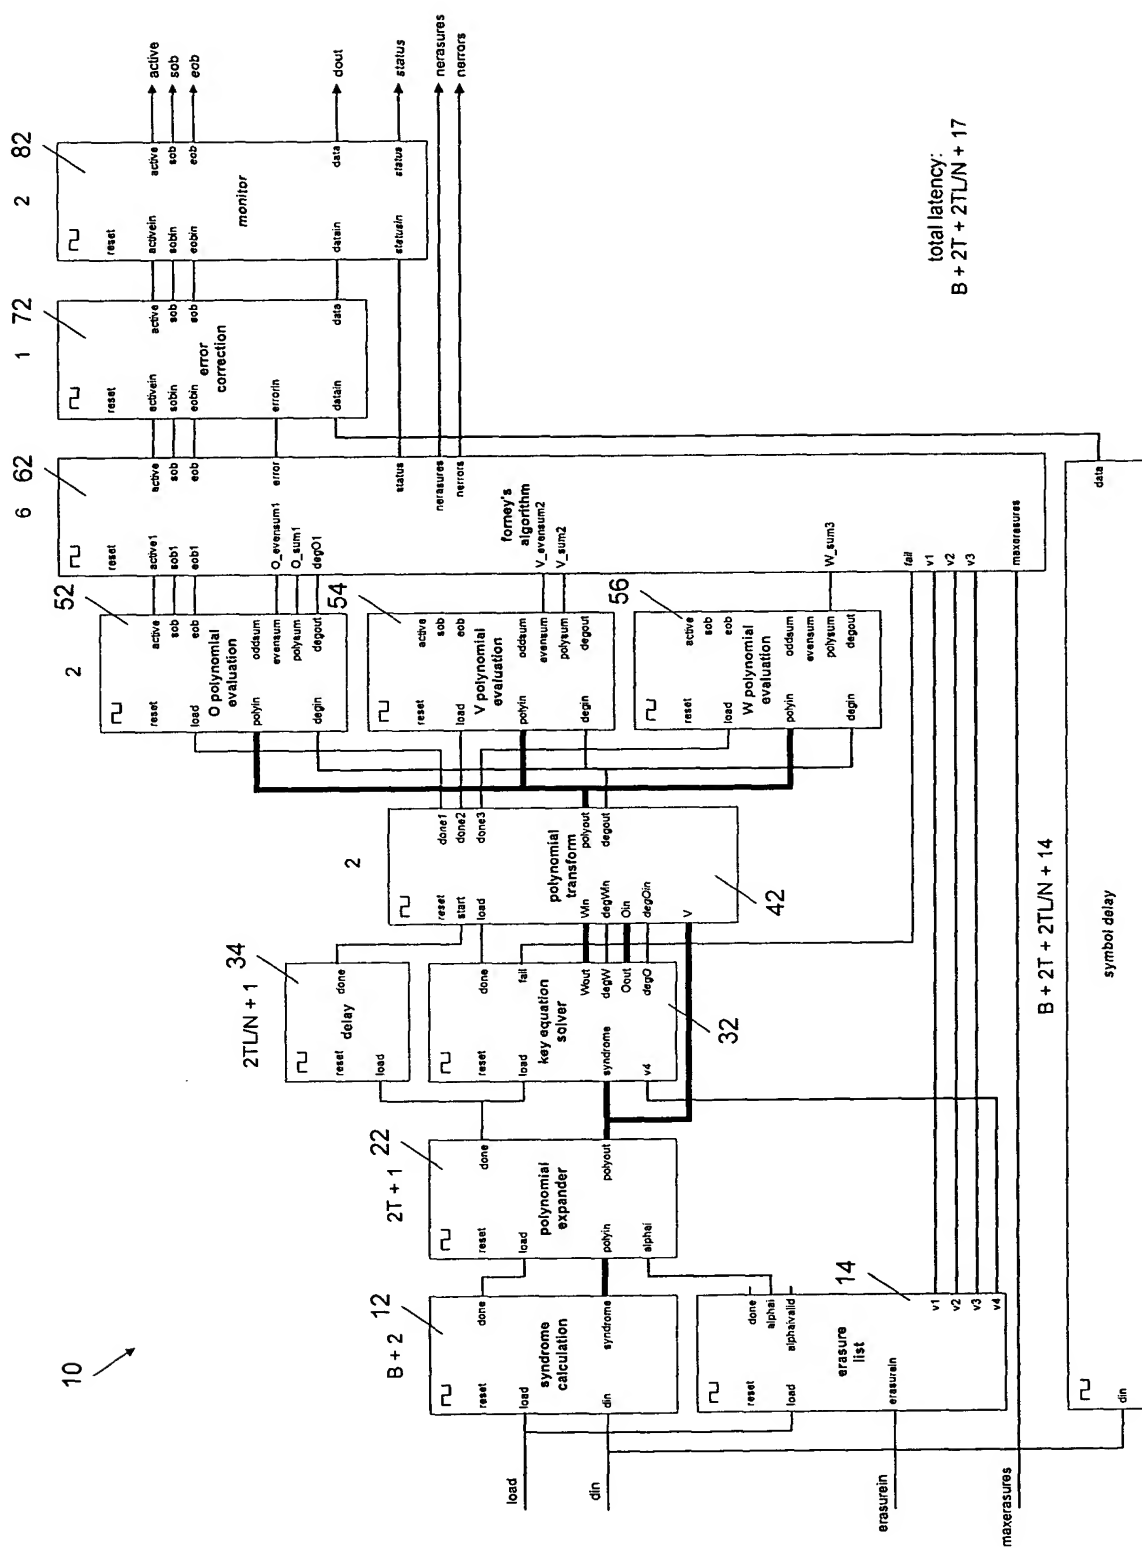 10
load
din
erasurein
maxerasures
B + 2
12
reset
load
din
syndrome
calculation
done
syndrome
14
reset
load
erasurein
erasure
list
done
alphai
alphaivalid
v1
v2
v3
v4
2T + 1
22
reset
load
polyin
alphai
polynomial
expander
done
polyout
2TL/N + 1
34
reset
load
delay
done
32
reset
load
syndrome
v4
key equation
solver
done
fail
Wout
degW
Oout
degO
2
42
reset
start
load
Win
degWin
Oin
degOin
V
polynomial
transform
done1
done2
done3
polyout
degout
2
52
reset
load
polyin
degin
O polynomial
evaluation
active
sob
eob
oddsum
evensum
polysum
degout
54
reset
load
polyin
degin
V polynomial
evaluation
active
sob
eob
oddsum
evensum
polysum
degout
56
reset
load
polyin
degin
W polynomial
evaluation
active
sob
eob
oddsum
evensum
polysum
degout
6
62
reset
active1
sob1
eob1
O_evensum1
O_sum1
degO1
V_evensum2
V_sum2
W_sum3
fail
v1
v2
v3
maxerasures
forney's
algorithm
active
sob
eob
error
status
nerasures
nerrors
1
72
reset
activein
sobin
eobin
errorin
datain
error
correction
active
sob
eob
data
2
82
reset
activein
sobin
eobin
datain
statusin
monitor
active
sob
eob
data
status
active
sob
eob
dout
status
nerasures
nerrors
B + 2T + 2TL/N + 14
din
symbol delay
data
total latency:
B + 2T + 2TL/N + 17